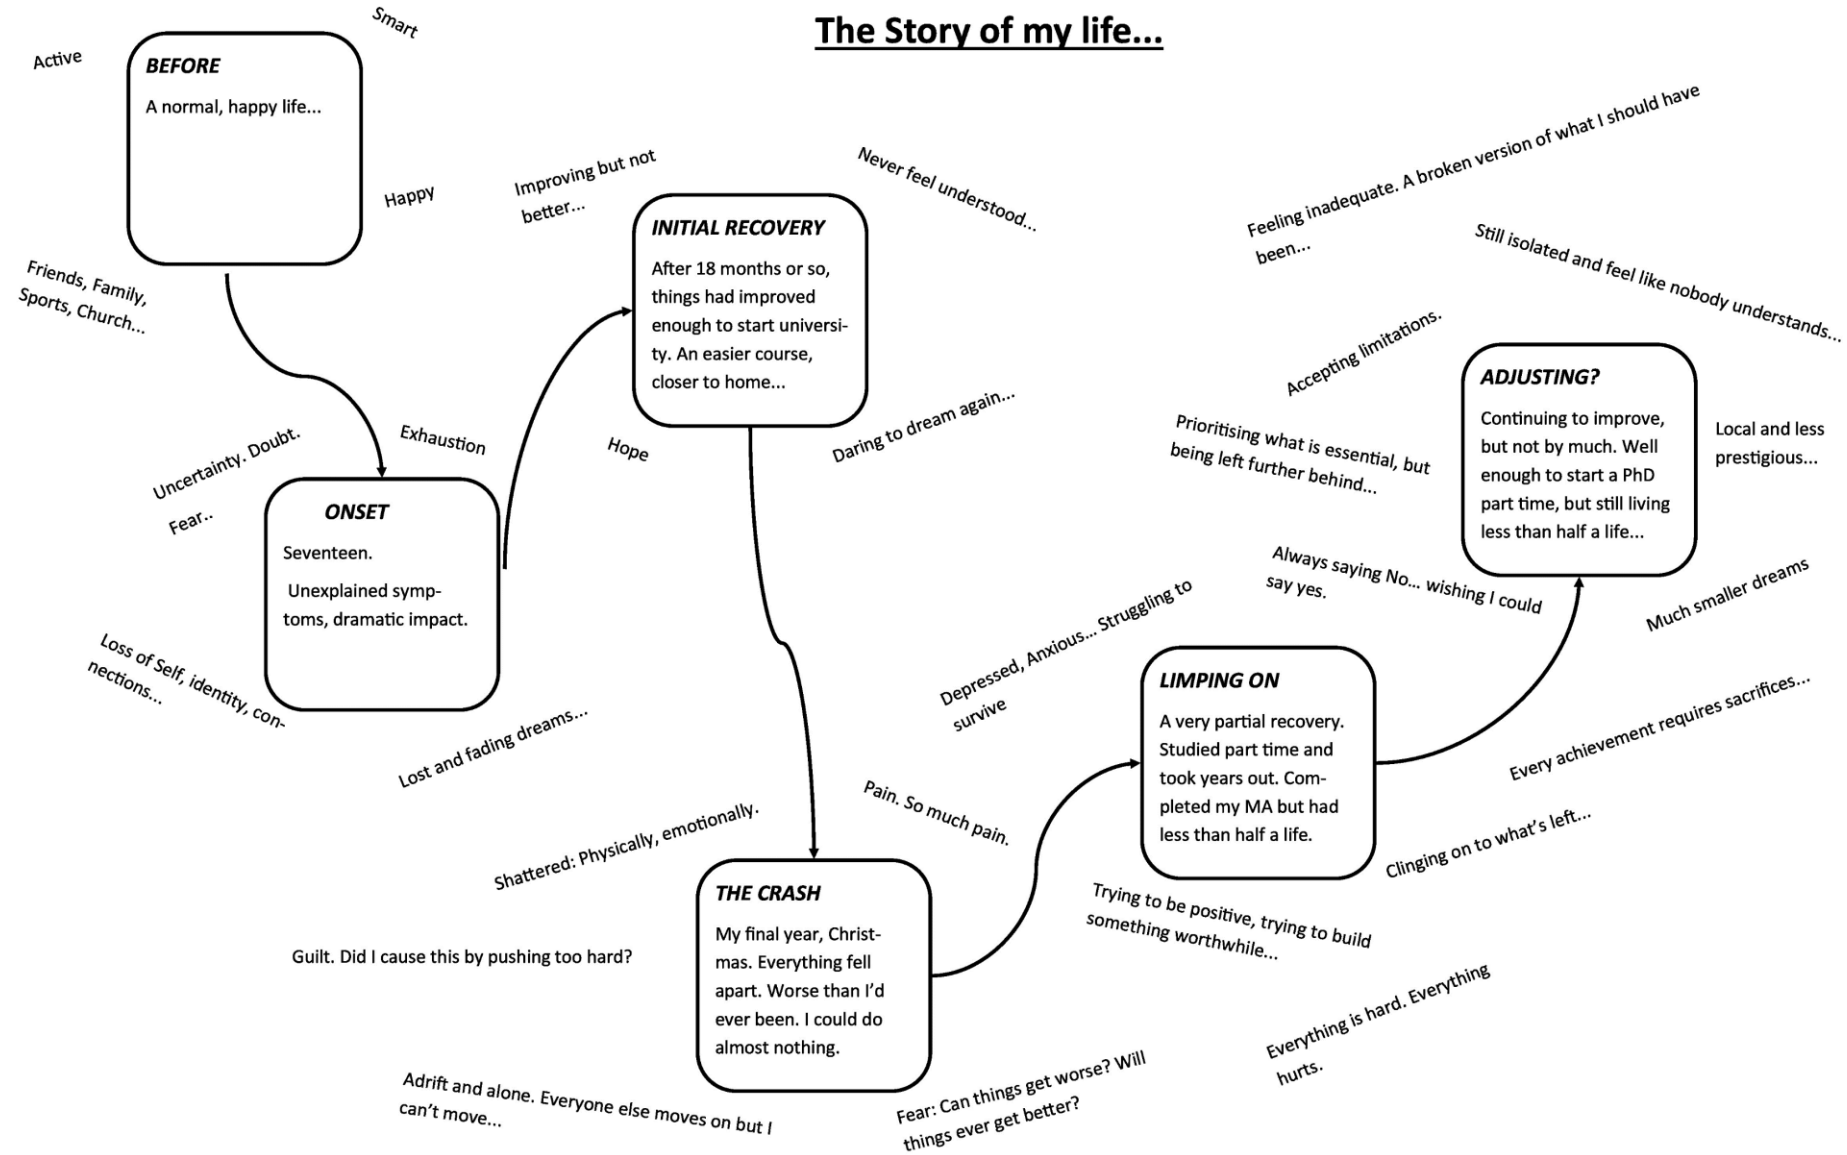 The Story of my life...
Smart
Active
BEFORE
A normal, happy life...
Happy
Friends, Family,
Sports, Church...
Uncertainty. Doubt.
Fear..
Exhaustion
ONSET
Seventeen.
Unexplained symp-
toms, dramatic impact.
Loss of Self, identity, con-
nections...
Lost and fading dreams...
Improving but not
better...
Never feel understood...
INITIAL RECOVERY
After 18 months or so,
things had improved
enough to start universi-
ty. An easier course,
closer to home...
Hope
Daring to dream again...
Shattered: Physically, emotionally.
Pain. So much pain.
THE CRASH
My final year, Christ-
mas. Everything fell
apart. Worse than I'd
ever been. I could do
almost nothing.
Guilt. Did I cause this by pushing too hard?
Adrift and alone. Everyone else moves on but I
can't move...
Fear: Can things get worse? Will
things ever get better?
Depressed, Anxious... Struggling to
survive
LIMPING ON
A very partial recovery.
Studied part time and
took years out. Com-
pleted my MA but had
less than half a life.
Trying to be positive, trying to build
something worthwhile...
Everything is hard. Everything
hurts.
Clinging on to what's left...
Every achievement requires sacrifices...
Feeling inadequate. A broken version of what I should have
been...
Still isolated and feel like nobody understands...
Accepting limitations.
Prioritising what is essential, but
being left further behind...
ADJUSTING?
Continuing to improve,
but not by much. Well
enough to start a PhD
part time, but still living
less than half a life...
Local and less
prestigious...
Always saying No... wishing I could
say yes.
Much smaller dreams